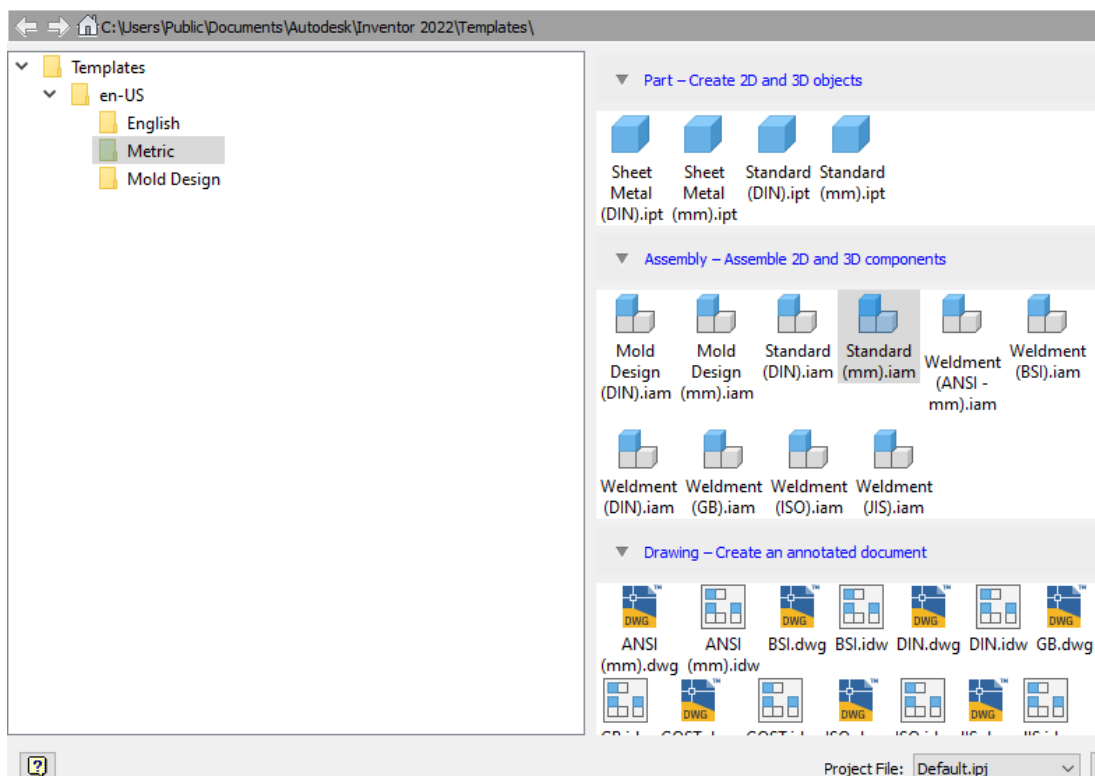 C:\Users\Public\Documents\Autodesk\Inventor 2022\Templates\
Templates
en-US
English
Metric
Mold Design
Part – Create 2D and 3D objects
Sheet Metal (DIN).ipt
Sheet Metal (mm).ipt
Standard (DIN).ipt
Standard (mm).ipt
Assembly – Assemble 2D and 3D components
Mold Design (DIN).iam
Mold Design (mm).iam
Standard (DIN).iam
Standard (mm).iam
Weldment (ANSI - mm).iam
Weldment (BSI).iam
Weldment (DIN).iam
Weldment (GB).iam
Weldment (ISO).iam
Weldment (JIS).iam
Drawing – Create an annotated document
DWG
DWG
DWG
DWG
ANSI (mm).dwg
ANSI (mm).idw
BSI.dwg
BSI.idw
DIN.dwg
DIN.idw
GB.dwg
DWG
DWG
DWG
Project File:
Default.ipj